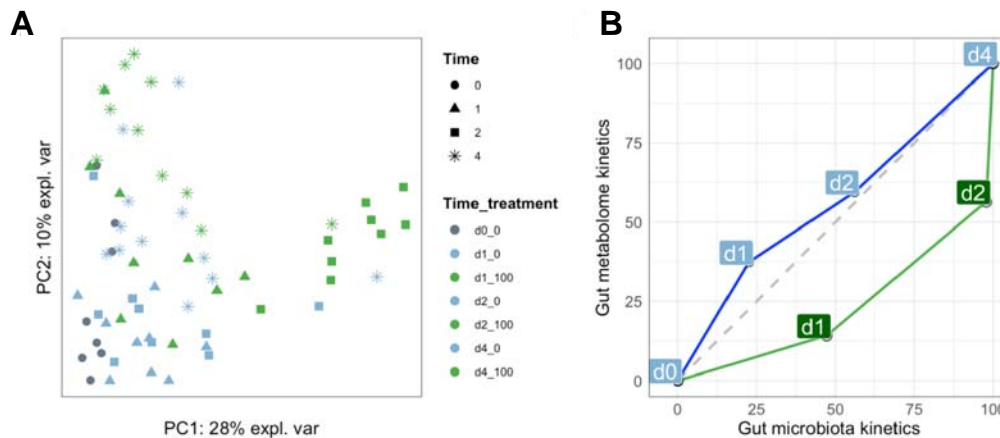 A
PC2: 10% expl. var
PC1: 28% expl. var
Time
0
1
2
4
Time_treatment
d0_0
d1_0
d1_100
d2_0
d2_100
d4_0
d4_100
B
Gut metabolome kinetics
100
75
50
25
0
d4
d2
d2
d1
d1
d0
0
25
50
75
100
Gut microbiota kinetics